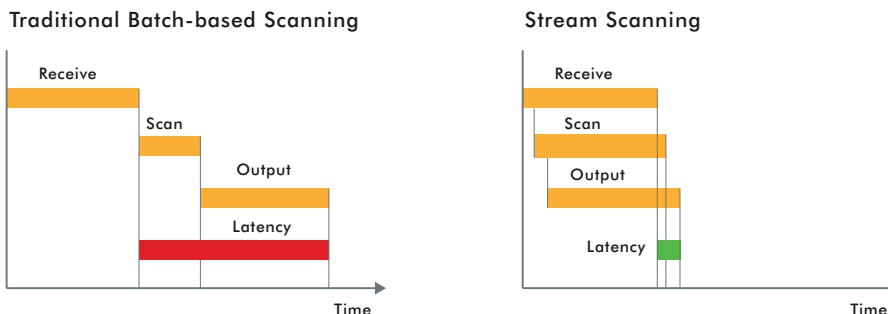 Traditional Batch-based Scanning
Receive
Scan
Output
Latency
Time
Stream Scanning
Receive
Scan
Output
Latency
Time